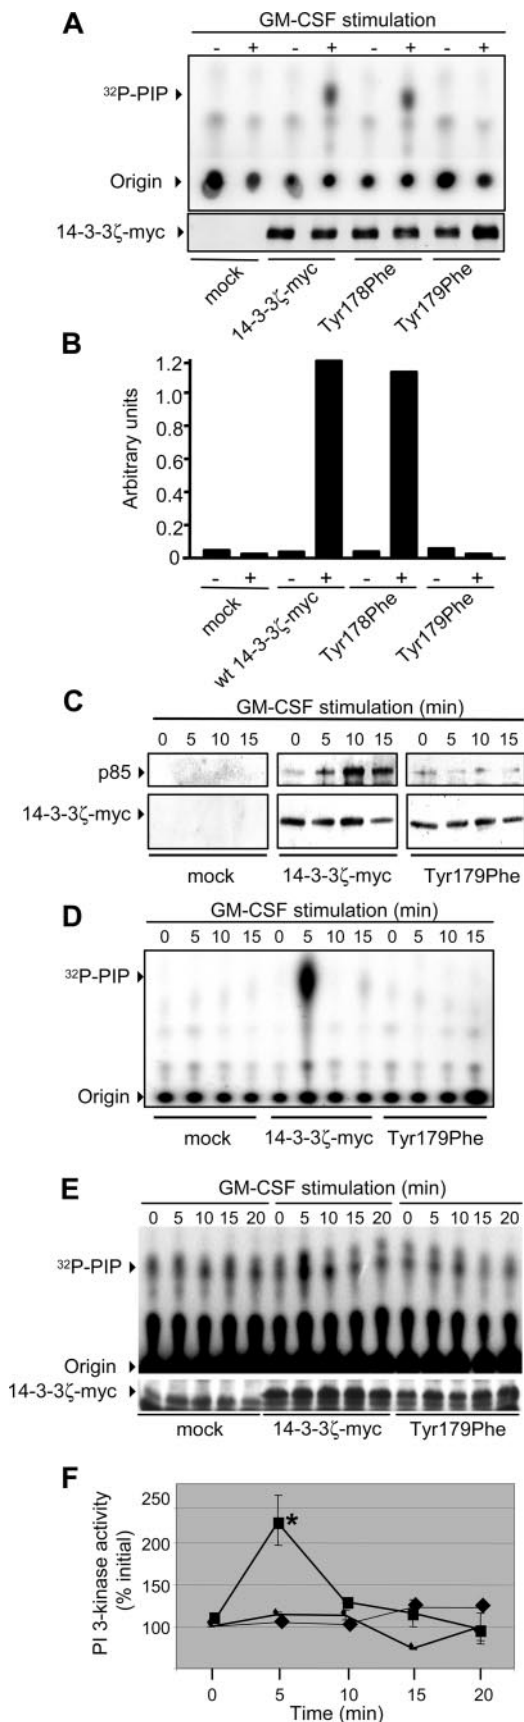 A
GM-CSF stimulation
- + - + - + - +
³²P-PIP
Origin
14-3-3ζ-myc
mock 14-3-3ζ-myc Tyr178Phe Tyr179Phe
B
Arbitrary units
1.2
1.0
0.8
0.6
0.4
0.2
0
- + - + - + - +
mock wt 14-3-3ζ-myc Tyr178Phe Tyr179Phe
C
GM-CSF stimulation (min)
0 5 10 15 0 5 10 15 0 5 10 15
p85
14-3-3ζ-myc
mock 14-3-3ζ-myc Tyr179Phe
D
GM-CSF stimulation (min)
0 5 10 15 0 5 10 15 0 5 10 15
³²P-PIP
Origin
mock 14-3-3ζ-myc Tyr179Phe
E
GM-CSF stimulation (min)
0 5 10 15 20 0 5 10 15 20 0 5 10 15 20
³²P-PIP
Origin
14-3-3ζ-myc
mock 14-3-3ζ-myc Tyr179Phe
F
PI 3-kinase activity
(% initial)
250
200
150
100
*
0 5 10 15 20
Time (min)